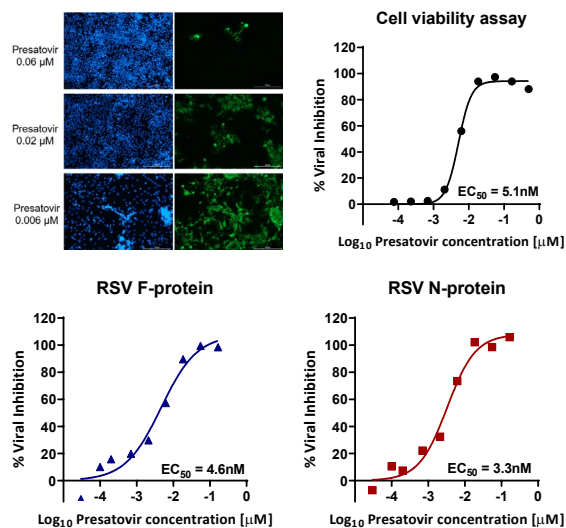 Presatovir
0.06 μM
Presatovir
0.02 μM
Presatovir
0.006 μM
Cell viability assay
% Viral Inhibition
120
100
80
60
40
20
0
-4 -3 -2 -1 0
EC50 = 5.1nM
Log10 Presatovir concentration [μM]
RSV F-protein
% Viral Inhibition
120
100
80
60
40
20
0
-4 -3 -2 -1 0
EC50 = 4.6nM
Log10 Presatovir concentration [μM]
RSV N-protein
% Viral Inhibition
120
100
80
60
40
20
0
-4 -3 -2 -1 0
EC50 = 3.3nM
Log10 Presatovir concentration [μM]